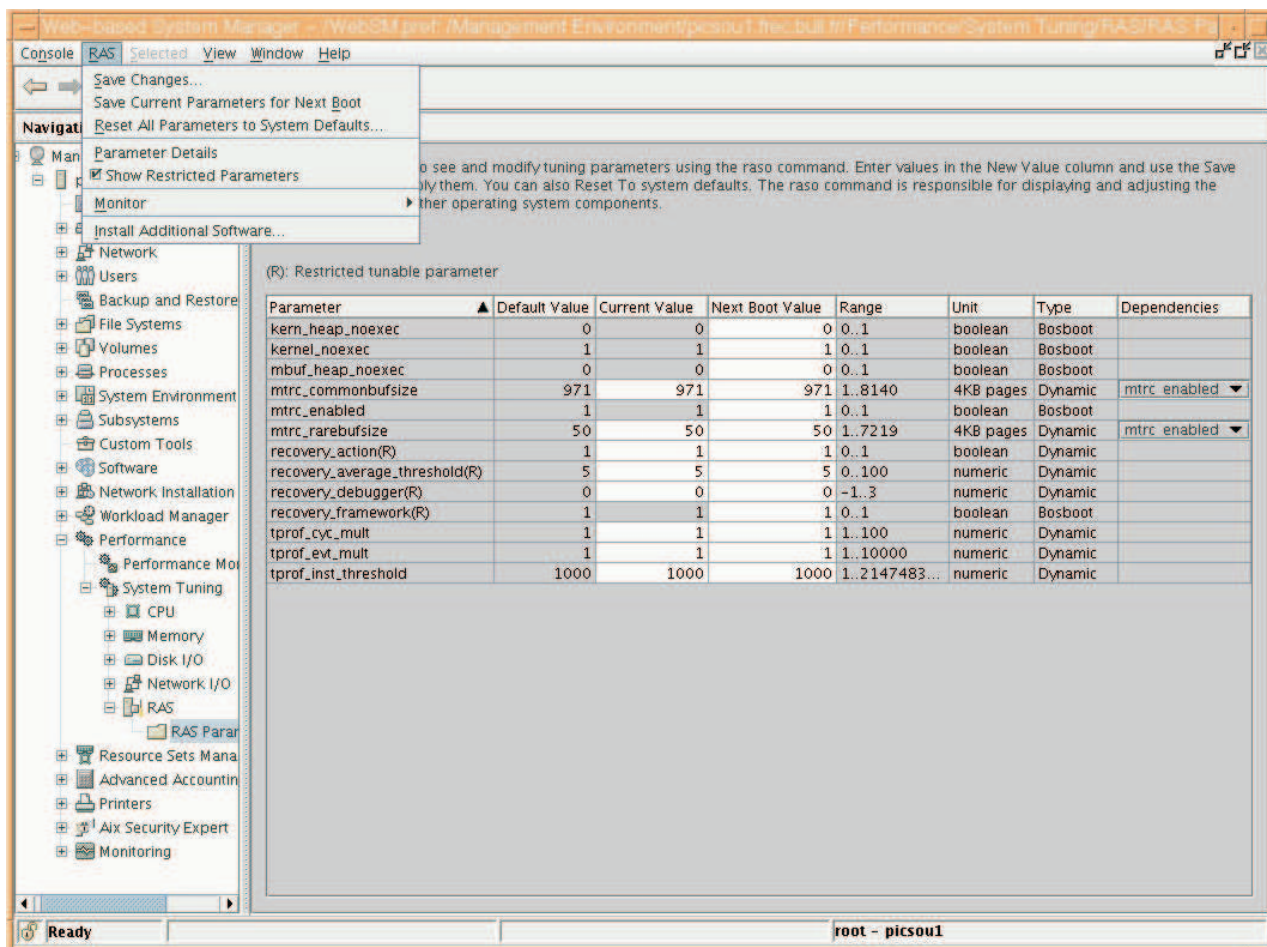 Web-based System Manager - /WebSM.pref: /Management Environment/picsou1.frec.bull.fr/Performance/System Tuning/RAS/RAS P
Console RAS Selected View Window Help
Save Changes...
Save Current Parameters for Next Boot
Reset All Parameters to System Defaults...
Parameter Details
Show Restricted Parameters
Monitor
Install Additional Software...
Navigati
Man
Network
Users
Backup and Restore
File Systems
Volumes
Processes
System Environment
Subsystems
Custom Tools
Software
Network Installation
Workload Manager
Performance
Performance Mo
System Tuning
CPU
Memory
Disk I/O
Network I/O
RAS
RAS Parar
Resource Sets Mana
Advanced Accountin
Printers
Aix Security Expert
Monitoring
o see and modify tuning parameters using the raso command. Enter values in the New Value column and use the Save
ply them. You can also Reset To system defaults. The raso command is responsible for displaying and adjusting the
ther operating system components.
(R): Restricted tunable parameter
Parameter Default Value Current Value Next Boot Value Range Unit Type Dependencies
kern_heap_noexec 0 0 0 0..1 boolean Bosboot
kernel_noexec 1 1 1 0..1 boolean Bosboot
mbuf_heap_noexec 0 0 0 0..1 boolean Bosboot
mtrc_commonbufsize 971 971 971 1..8140 4KB pages Dynamic mtrc_enabled
mtrc_enabled 1 1 1 0..1 boolean Bosboot
mtrc_rarebufsize 50 50 50 1..7219 4KB pages Dynamic mtrc_enabled
recovery_action(R) 1 1 1 0..1 boolean Dynamic
recovery_average_threshold(R) 5 5 5 0..100 numeric Dynamic
recovery_debugger(R) 0 0 0 -1..3 numeric Dynamic
recovery_framework(R) 1 1 1 0..1 boolean Bosboot
tprof_cyc_mult 1 1 1 1..100 numeric Dynamic
tprof_evt_mult 1 1 1 1..10000 numeric Dynamic
tprof_inst_threshold 1000 1000 1000 1..2147483... numeric Dynamic
Ready
root - picsou1